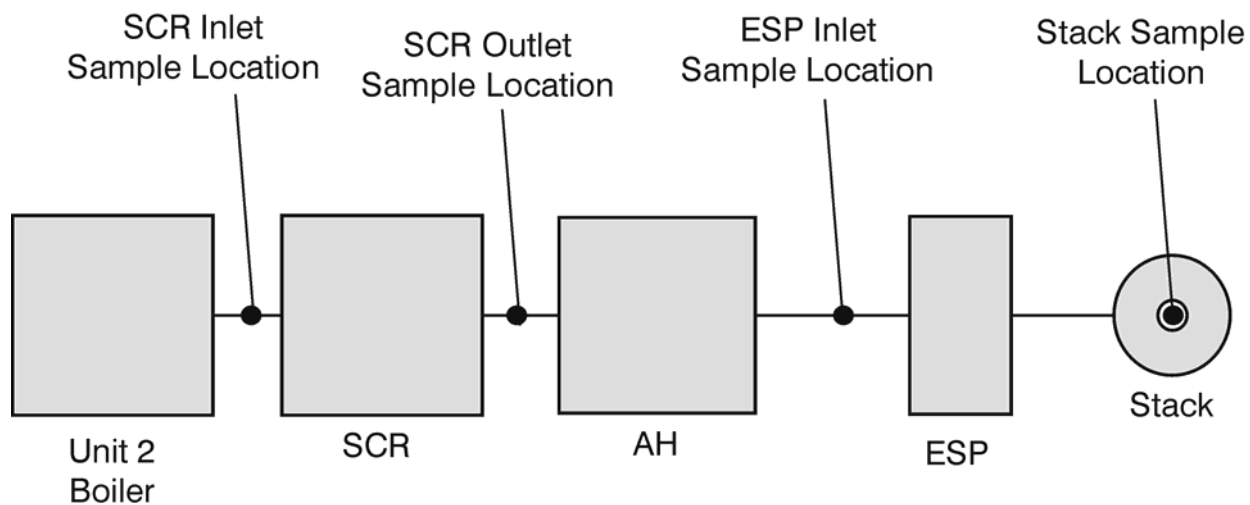 SCR Inlet
Sample Location
SCR Outlet
Sample Location
ESP Inlet
Sample Location
Stack Sample
Location
Unit 2
Boiler
SCR
AH
ESP
Stack